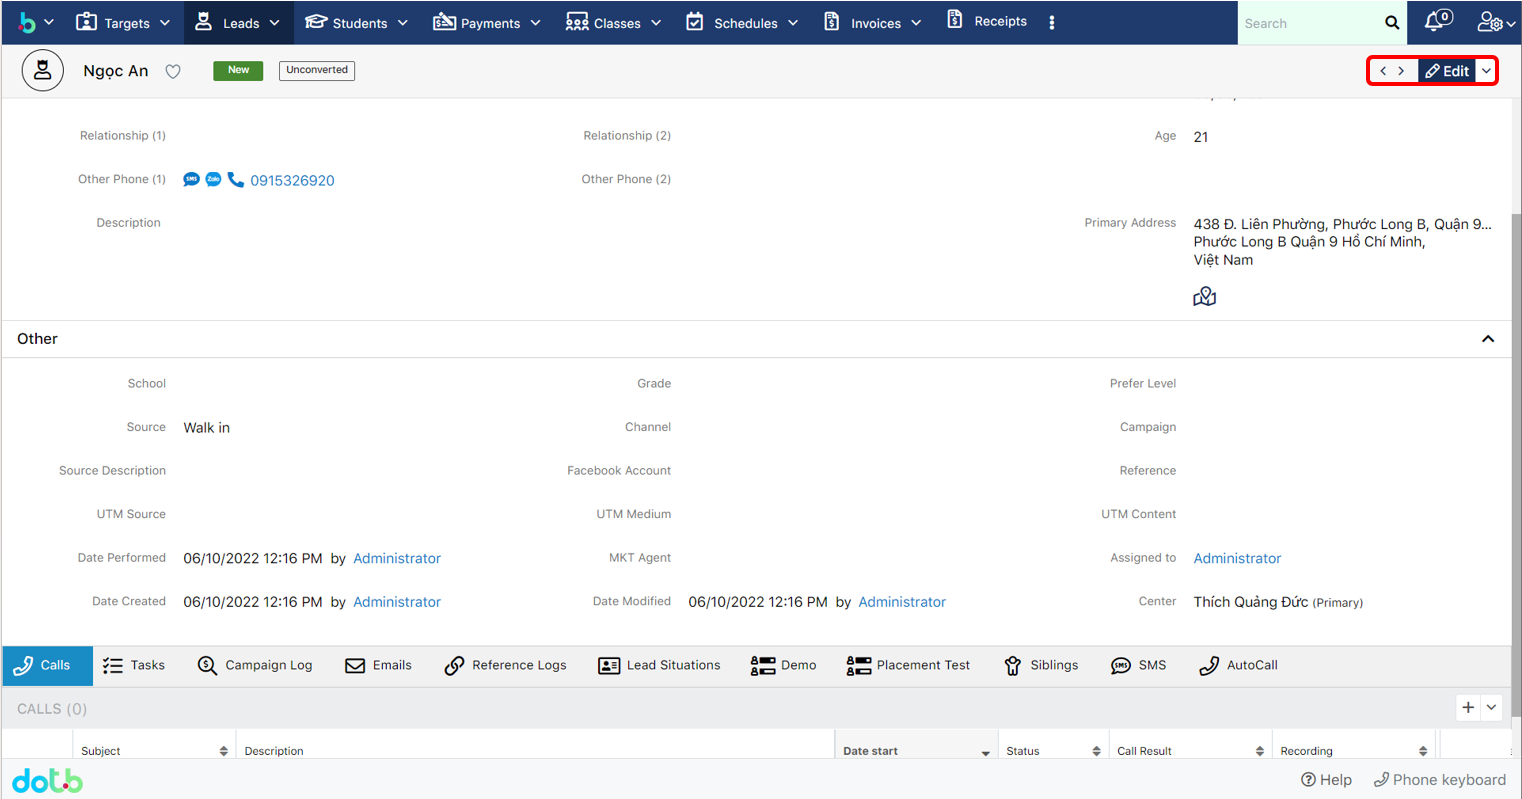 b Targets Leads Students Payments Classes Schedules Invoices Receipts Search 0
Ngọc An New Unconverted Edit
Relationship (1) Relationship (2) Age 21
Other Phone (1) SMS Zalo 0915326920 Other Phone (2)
Description Primary Address 438 Đ. Liên Phường, Phước Long B, Quận 9...
Phước Long B Quận 9 Hồ Chí Minh,
Việt Nam
Other
School Grade Prefer Level
Source Walk in Channel Campaign
Source Description Facebook Account Reference
UTM Source UTM Medium UTM Content
Date Performed 06/10/2022 12:16 PM by Administrator MKT Agent Assigned to Administrator
Date Created 06/10/2022 12:16 PM by Administrator Date Modified 06/10/2022 12:16 PM by Administrator Center Thích Quảng Đức (Primary)
Calls Tasks Campaign Log Emails Reference Logs Lead Situations Demo Placement Test Siblings SMS SMS AutoCall
CALLS (0)
Subject Description Date start Status Call Result Recording
dotb Help Phone keyboard